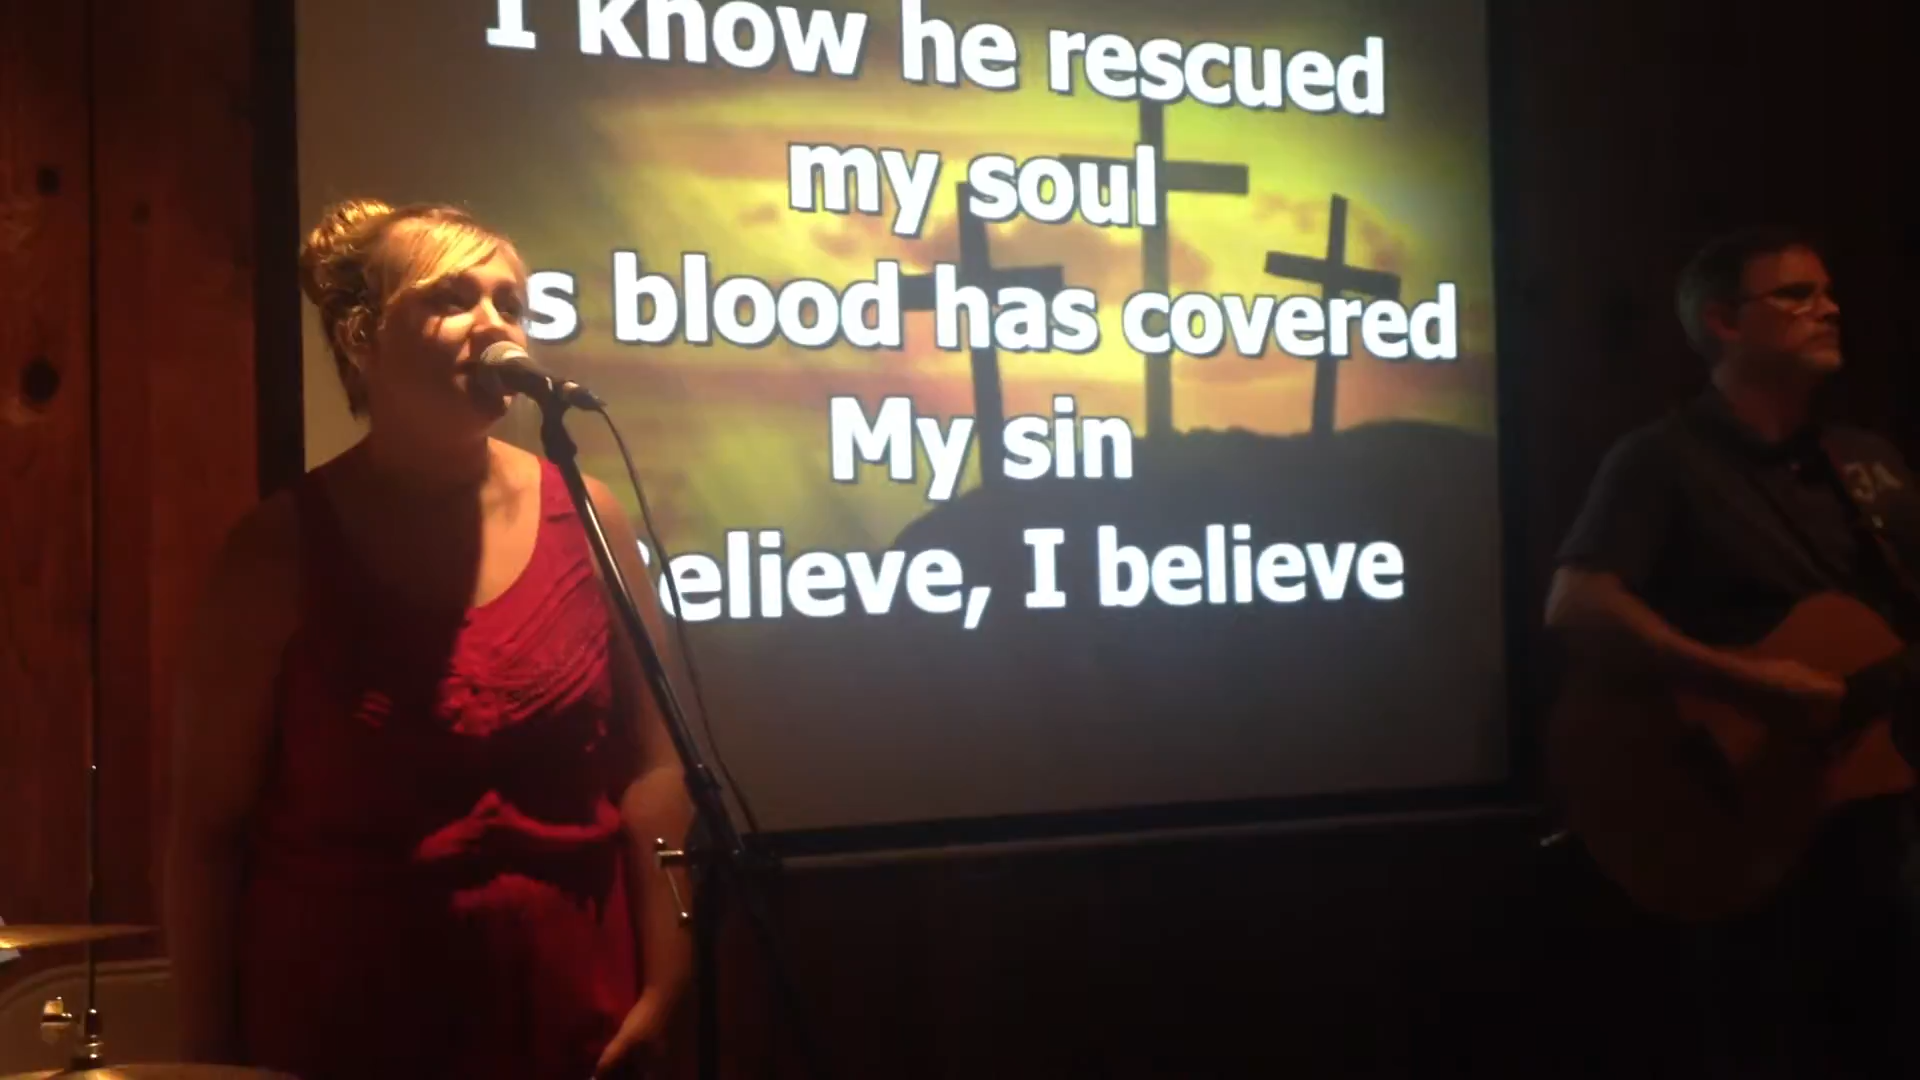 I know he rescued
my soul
s blood has covered
My sin
elieve, I believe